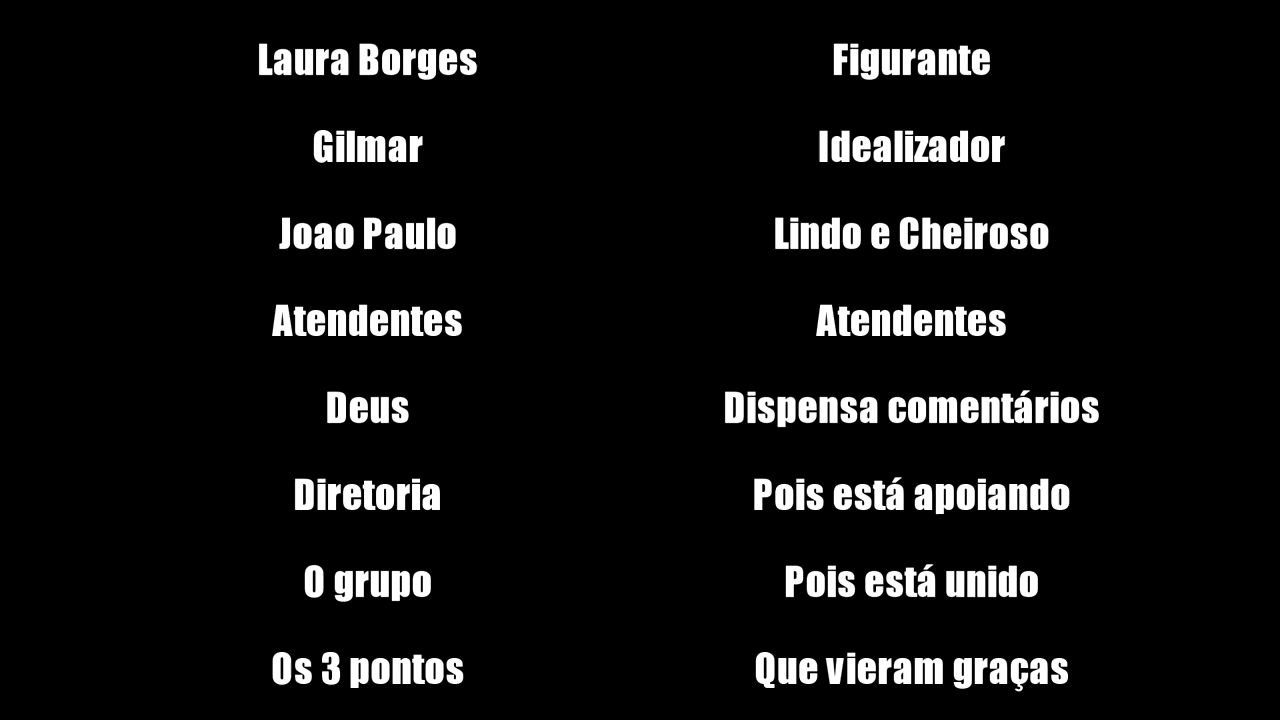 Laura Borges Figurante
Gilmar Idealizador
Joao Paulo Lindo e Cheiroso
Atendentes Atendentes
Deus Dispensa comentários
Diretoria Pois está apoiando
O grupo Pois está unido
Os 3 pontos Que vieram graças